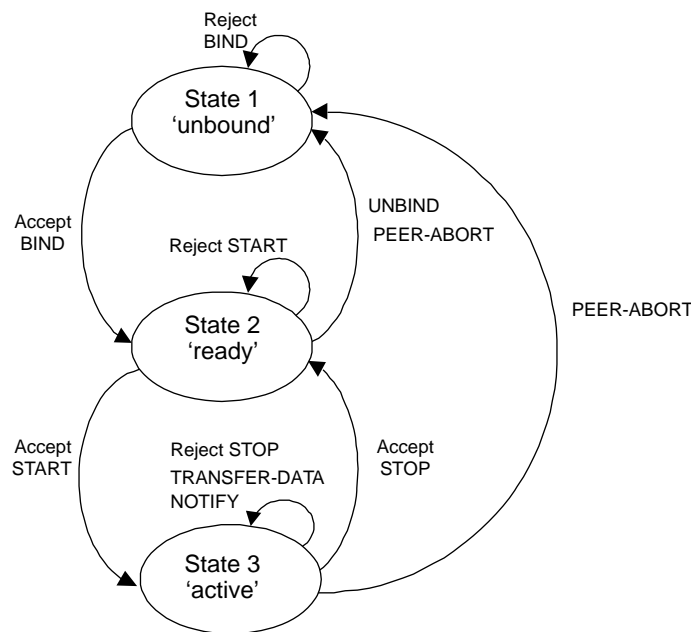 Reject
BIND
State 1
‘unbound’
UNBIND
PEER-ABORT
Accept
BIND
Reject START
PEER-ABORT
State 2
‘ready’
Accept
START
Reject STOP
TRANSFER-DATA
NOTIFY
Accept
STOP
State 3
‘active’